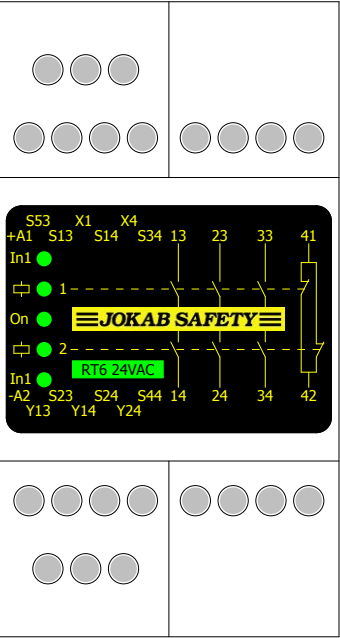 S53 X1 X4
+A1 S13 S14 S34 13 23 33 41
In1
1
On JOKAB SAFETY
2
RT6 24VAC
In1
-A2 S23 S24 S44 14 24 34 42
Y13 Y14 Y24